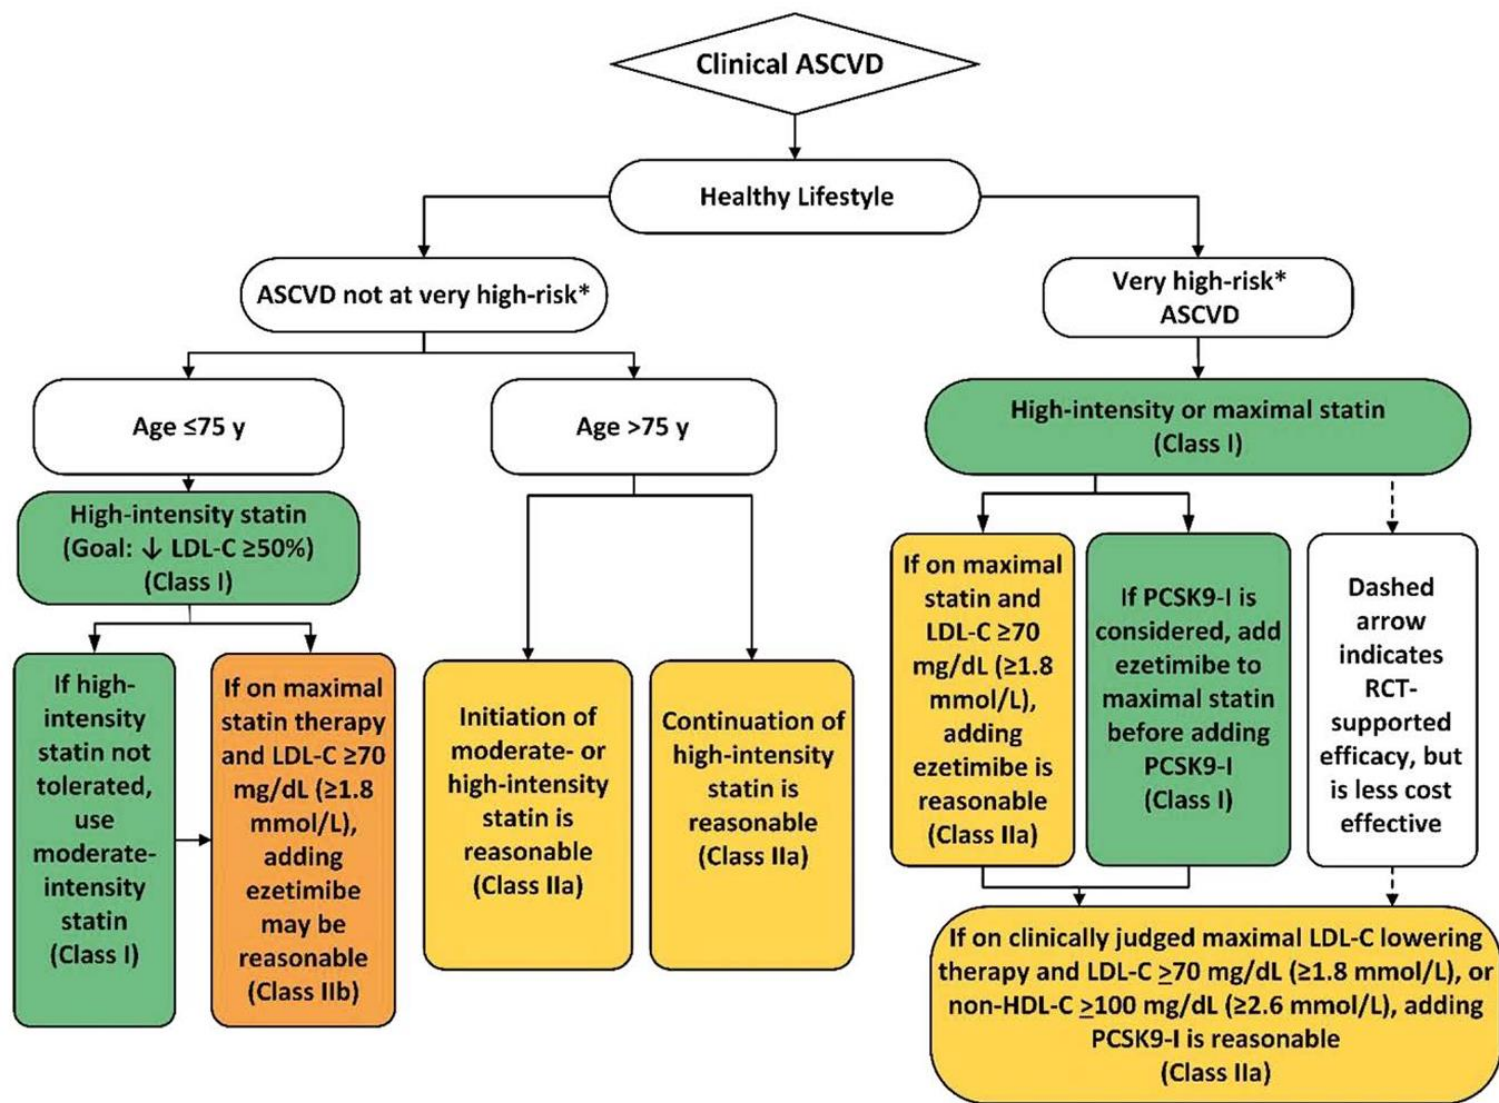 Clinical ASCVD
Healthy Lifestyle
ASCVD not at very high-risk*
Very high-risk*
ASCVD
Age ≤75 y
Age >75 y
High-intensity or maximal statin
(Class I)
High-intensity statin
(Goal: ↓ LDL-C ≥50%)
(Class I)
If high-
intensity
statin not
tolerated,
use
moderate-
intensity
statin
(Class I)
If on maximal
statin therapy
and LDL-C ≥70
mg/dL (≥1.8
mmol/L),
adding
ezetimibe
may be
reasonable
(Class IIb)
Initiation of
moderate- or
high-intensity
statin is
reasonable
(Class IIa)
Continuation of
high-intensity
statin is
reasonable
(Class IIa)
If on maximal
statin and
LDL-C ≥70
mg/dL (≥1.8
mmol/L),
adding
ezetimibe is
reasonable
(Class IIa)
If PCSK9-I is
considered, add
ezetimibe to
maximal statin
before adding
PCSK9-I
(Class I)
Dashed
arrow
indicates
RCT-
supported
efficacy, but
is less cost
effective
If on clinically judged maximal LDL-C lowering
therapy and LDL-C ≥70 mg/dL (≥1.8 mmol/L), or
non-HDL-C ≥100 mg/dL (≥2.6 mmol/L), adding
PCSK9-I is reasonable
(Class IIa)